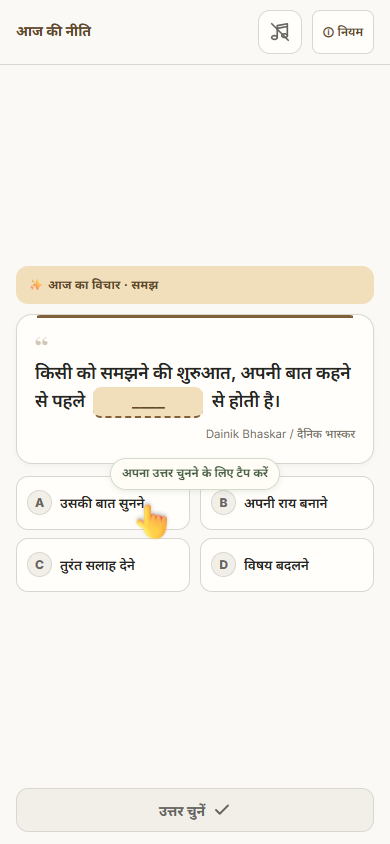 आज की नीति
नियम
आज का विचार · समझ
किसी को समझने की शुरुआत, अपनी बात कहने
से पहले ____ से होती है।
Dainik Bhaskar / दैनिक भास्कर
अपना उत्तर चुनने के लिए टैप करें
A उसकी बात सुनने
B अपनी राय बनाने
C तुरंत सलाह देने
D विषय बदलने
उत्तर चुनें